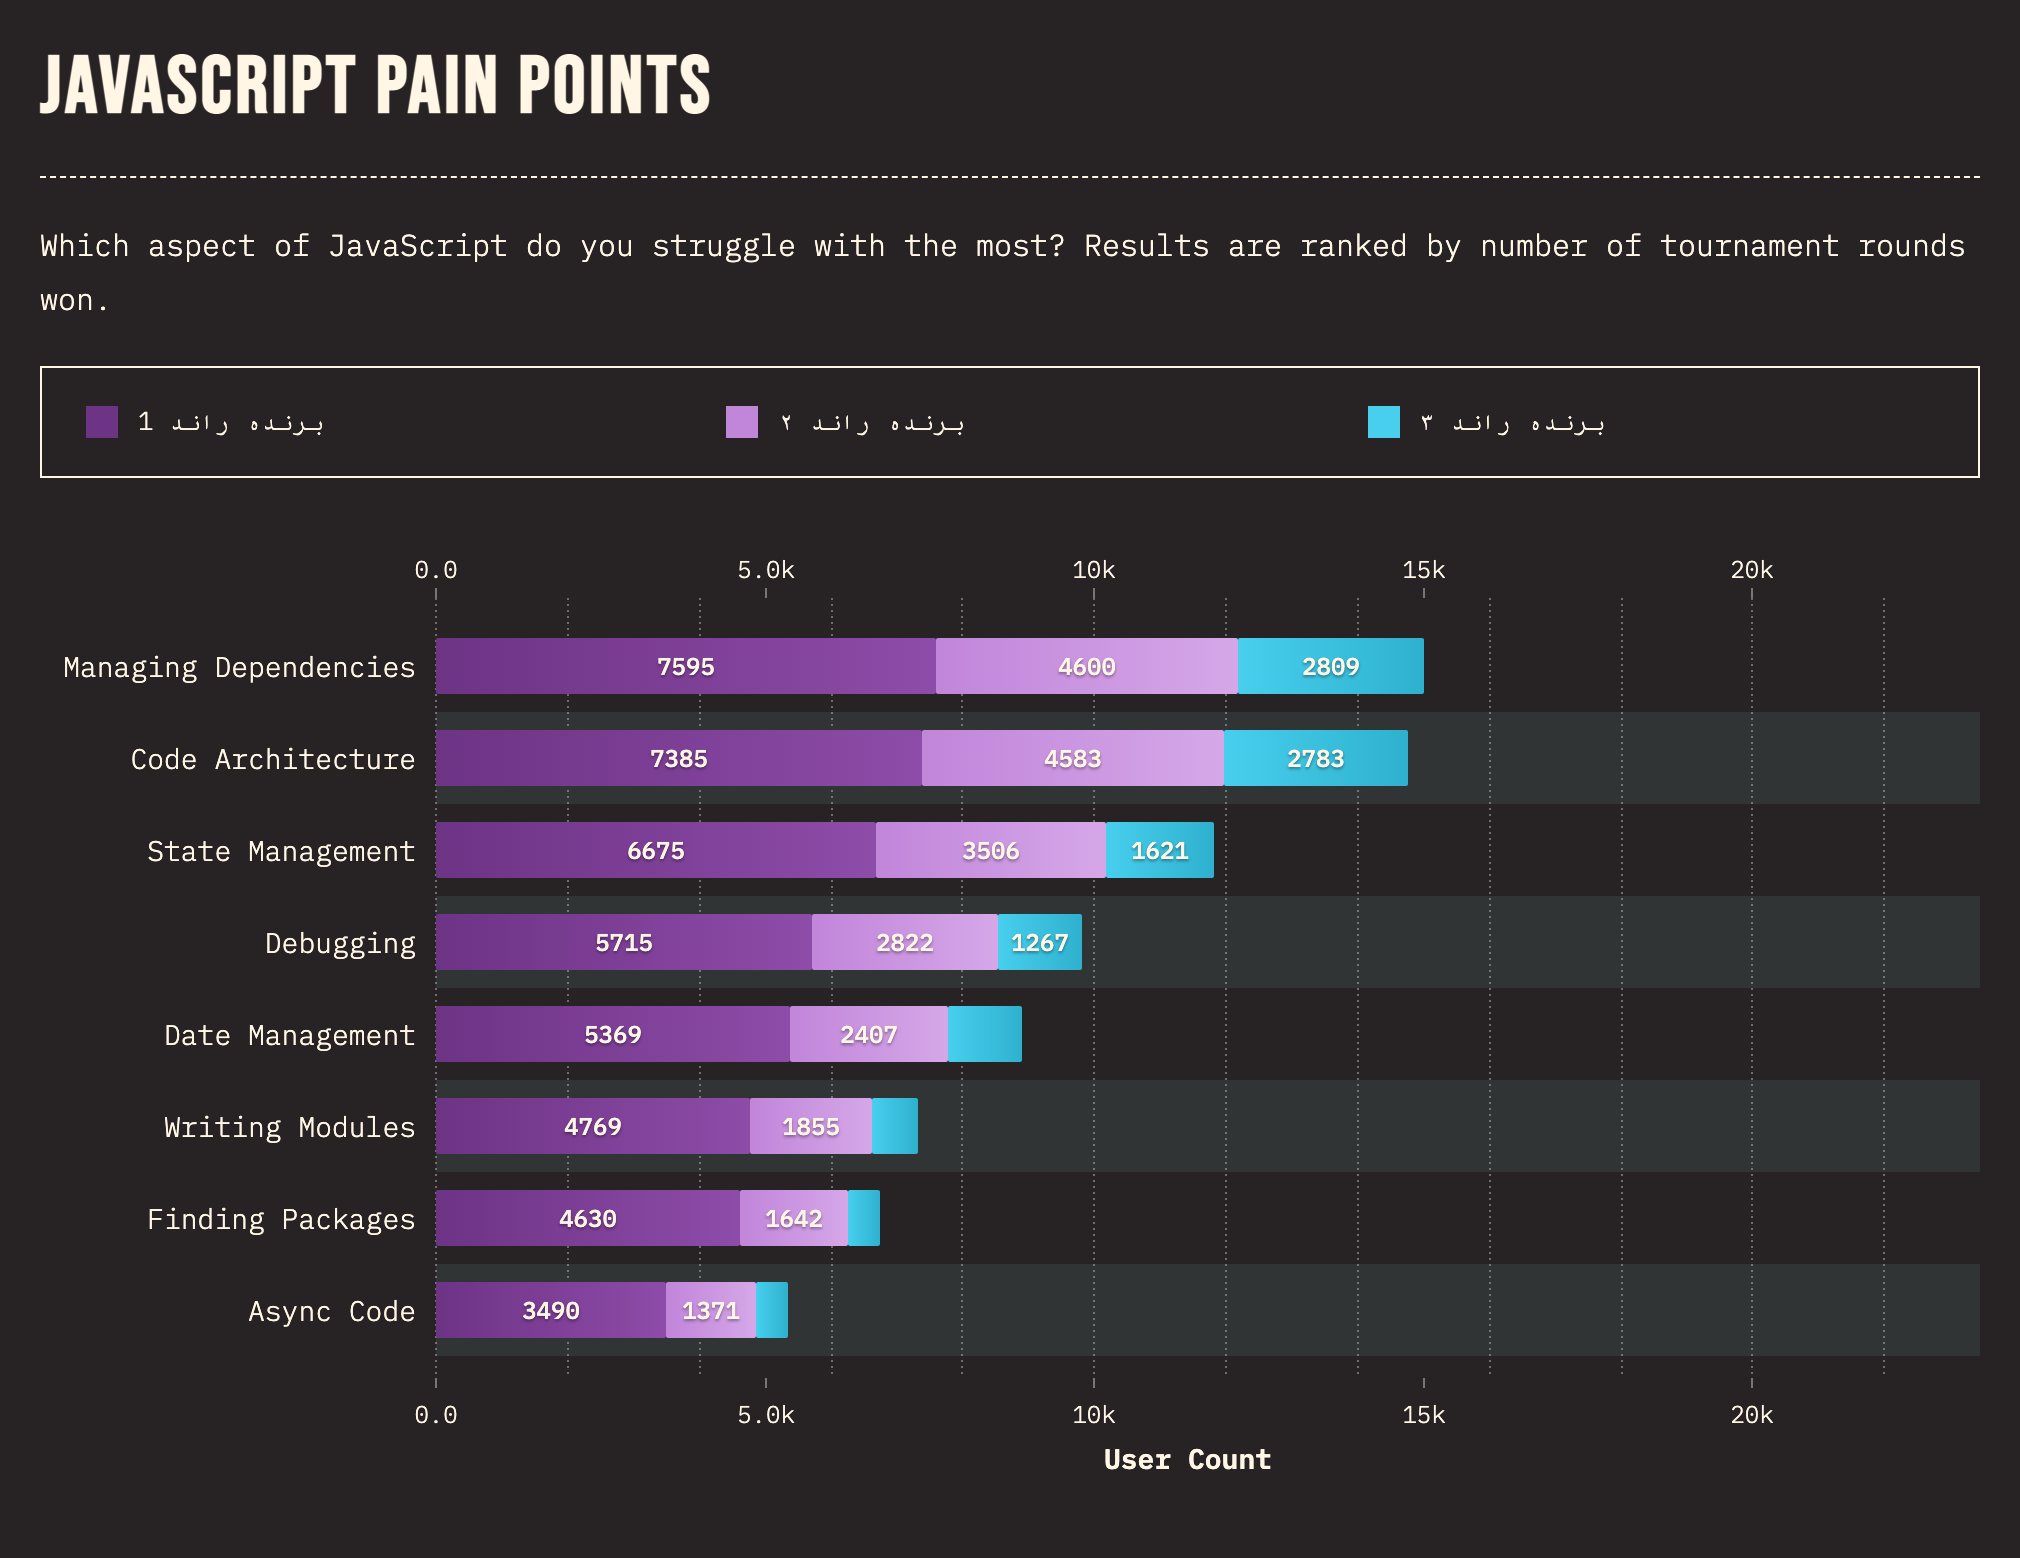 JAVASCRIPT PAIN POINTS
Which aspect of JavaScript do you struggle with the most? Results are ranked by number of tournament rounds
won.
برنده راند 1
برنده راند ۲
برنده راند ۳
0.0 5.0k 10k 15k 20k
Managing Dependencies 7595 4600 2809
Code Architecture 7385 4583 2783
State Management 6675 3506 1621
Debugging 5715 2822 1267
Date Management 5369 2407
Writing Modules 4769 1855
Finding Packages 4630 1642
Async Code 3490 1371
0.0 5.0k 10k 15k 20k
User Count